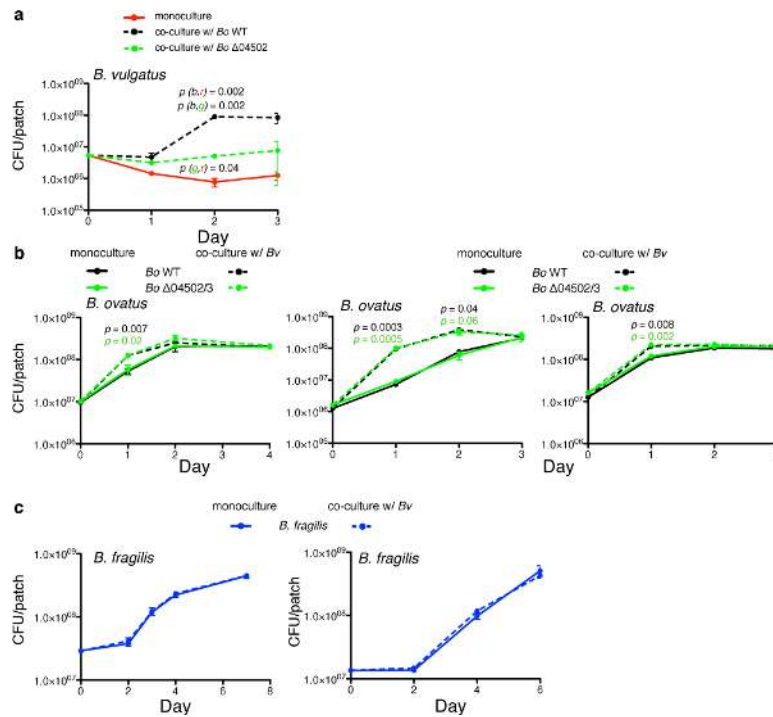 a
monoculture
co-culture w/ Bo WT
co-culture w/ Bo Δ04502
B. vulgatus
p (b,r) = 0.002
p (b,g) = 0.002
p (g,r) = 0.04
CFU/patch
1.0×10^09
1.0×10^08
1.0×10^07
1.0×10^06
1.0×10^05
0 1 2 3
Day
b
monoculture co-culture w/ Bv
Bo WT
Bo Δ04502/3
monoculture co-culture w/ Bv
Bo WT
Bo Δ04502/3
B. ovatus
p = 0.007
p = 0.02
CFU/patch
1.0×10^09
1.0×10^08
1.0×10^07
1.0×10^06
0 1 2 3 4
Day
B. ovatus
p = 0.0003
p = 0.0005
p = 0.04
p = 0.06
1.0×10^09
1.0×10^08
1.0×10^07
1.0×10^06
1.0×10^05
0 1 2 3
Day
B. ovatus
p = 0.008
p = 0.002
1.0×10^09
1.0×10^08
1.0×10^07
1.0×10^06
0 1 2
Day
c
monoculture co-culture w/ Bv
B. fragilis
B. fragilis
CFU/patch
1.0×10^09
1.0×10^08
1.0×10^07
0 2 4 6 8
Day
B. fragilis
CFU/patch
1.0×10^09
1.0×10^08
1.0×10^07
0 2 4 6
Day